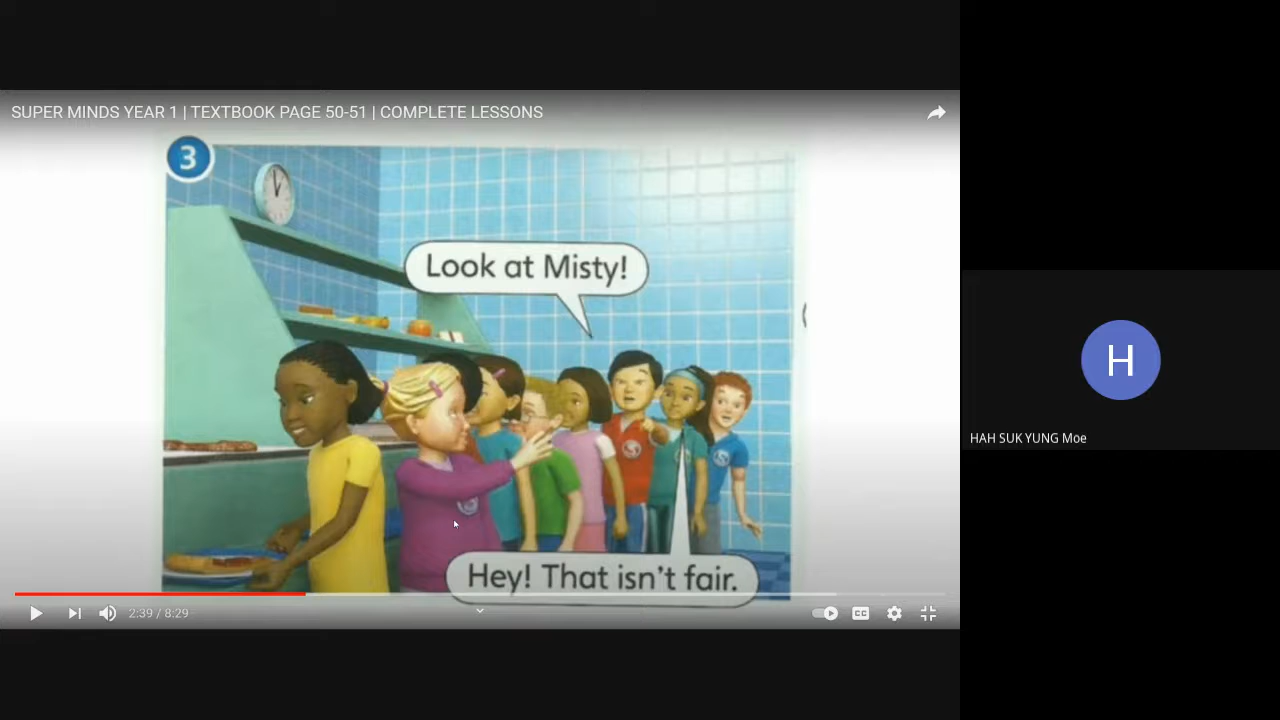 SUPER MINDS YEAR 1 | TEXTBOOK PAGE 50-51 | COMPLETE LESSONS
3
Look at Misty!
Hey! That isn't fair.
2:39 / 8:29
CC
H
HAH SUK YUNG Moe